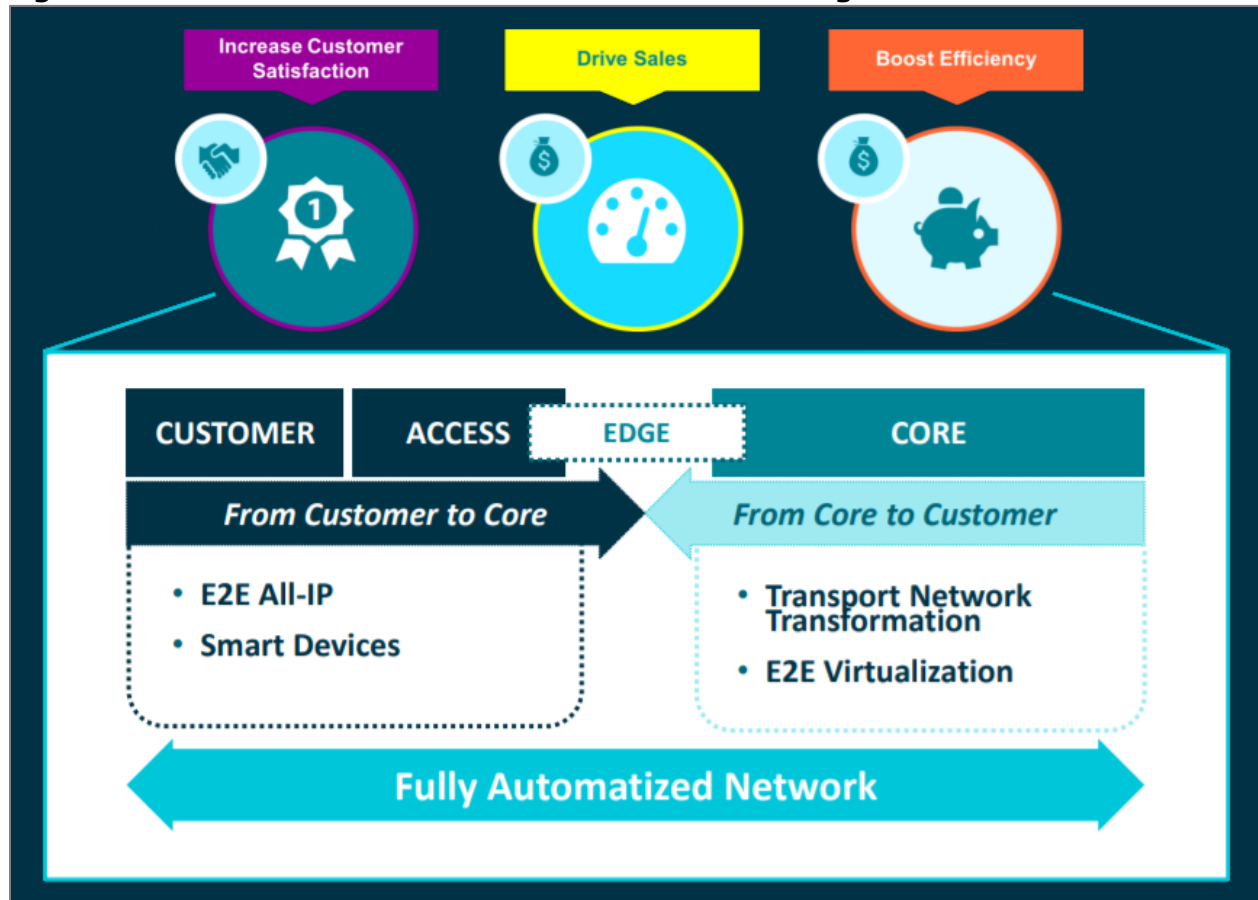 Increase Customer
Satisfaction
Drive Sales
Boost Efficiency
1
$
$
CUSTOMER
ACCESS
EDGE
CORE
From Customer to Core
From Core to Customer
• E2E All-IP
• Smart Devices
• Transport Network
Transformation
• E2E Virtualization
Fully Automatized Network